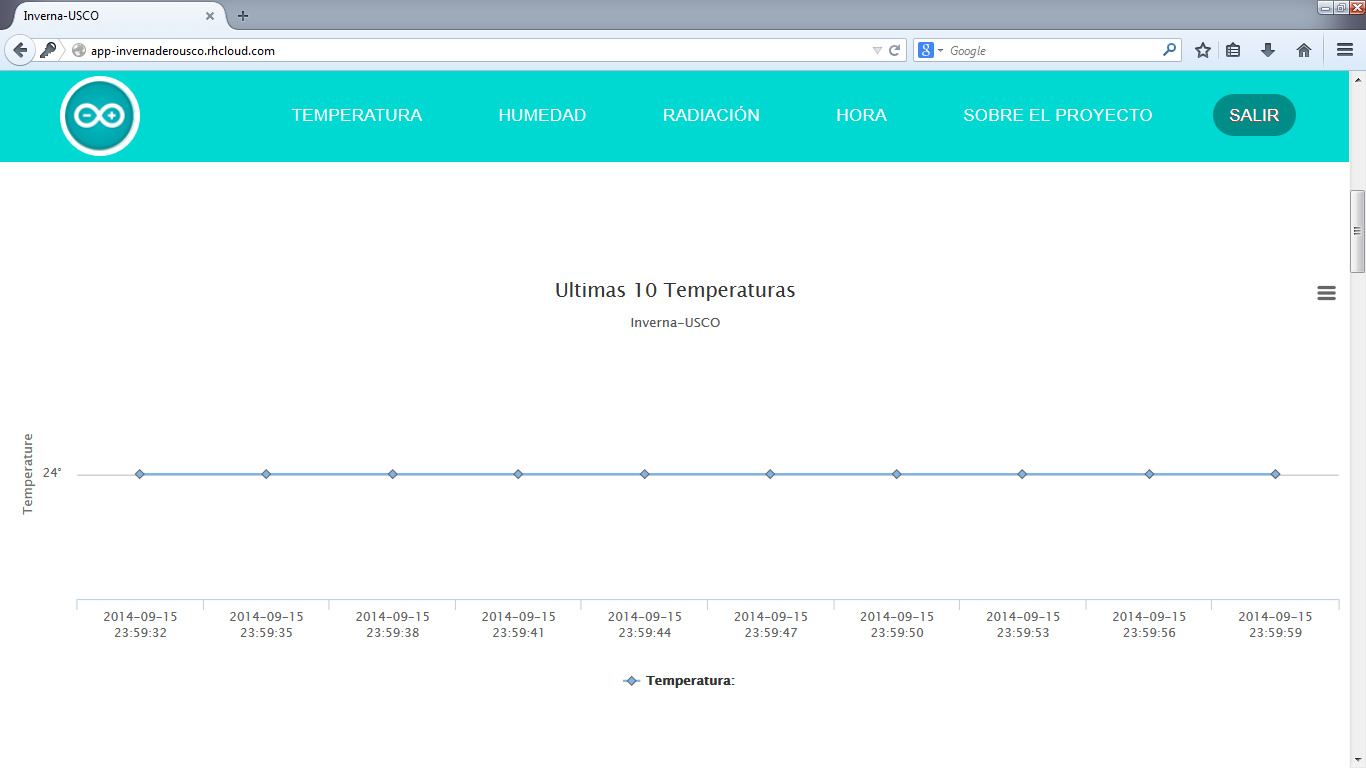 Inverna-USCO
app-invernaderousco.rhcloud.com
Google
TEMPERATURA HUMEDAD RADIACIÓN HORA SOBRE EL PROYECTO SALIR
Ultimas 10 Temperaturas
Inverna-USCO
Temperature
24°
2014-09-15 2014-09-15 2014-09-15 2014-09-15 2014-09-15 2014-09-15 2014-09-15 2014-09-15 2014-09-15 2014-09-15
23:59:32 23:59:35 23:59:38 23:59:41 23:59:44 23:59:47 23:59:50 23:59:53 23:59:56 23:59:59
Temperatura: